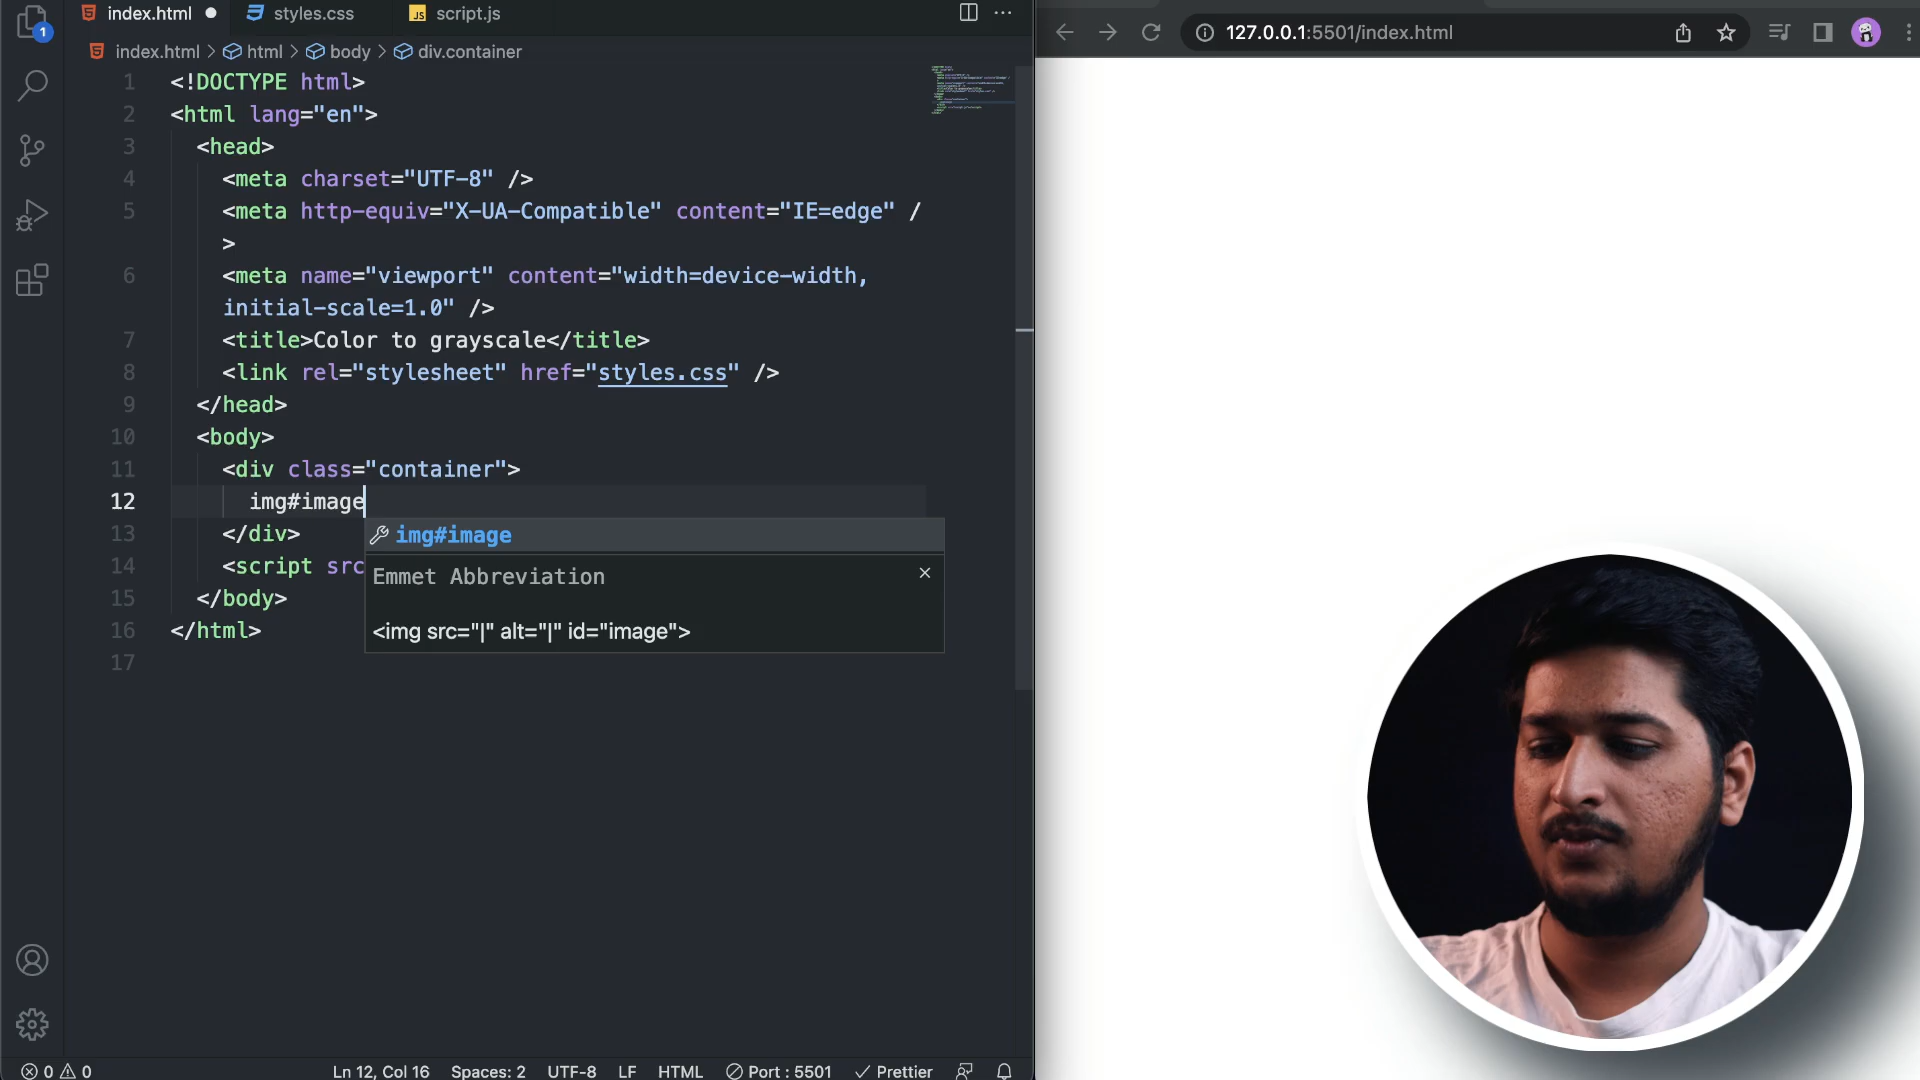 1
index.html
styles.css
JS script.js
127.0.0.1:5501/index.html
index.html > html > body > div.container
1 <!DOCTYPE html>
2 <html lang="en">
3 <head>
4 <meta charset="UTF-8" />
5 <meta http-equiv="X-UA-Compatible" content="IE=edge" /
>
6 <meta name="viewport" content="width=device-width,
initial-scale=1.0" />
7 <title>Color to grayscale</title>
8 <link rel="stylesheet" href="styles.css" />
9 </head>
10 <body>
11 <div class="container">
12 img#image
13 </div>
img#image
14 <script src
Emmet Abbreviation
15 </body>
16 </html>
<img src="|" alt="|" id="image">
17
0 0 Ln 12, Col 16 Spaces: 2 UTF-8 LF HTML Port : 5501 Prettier